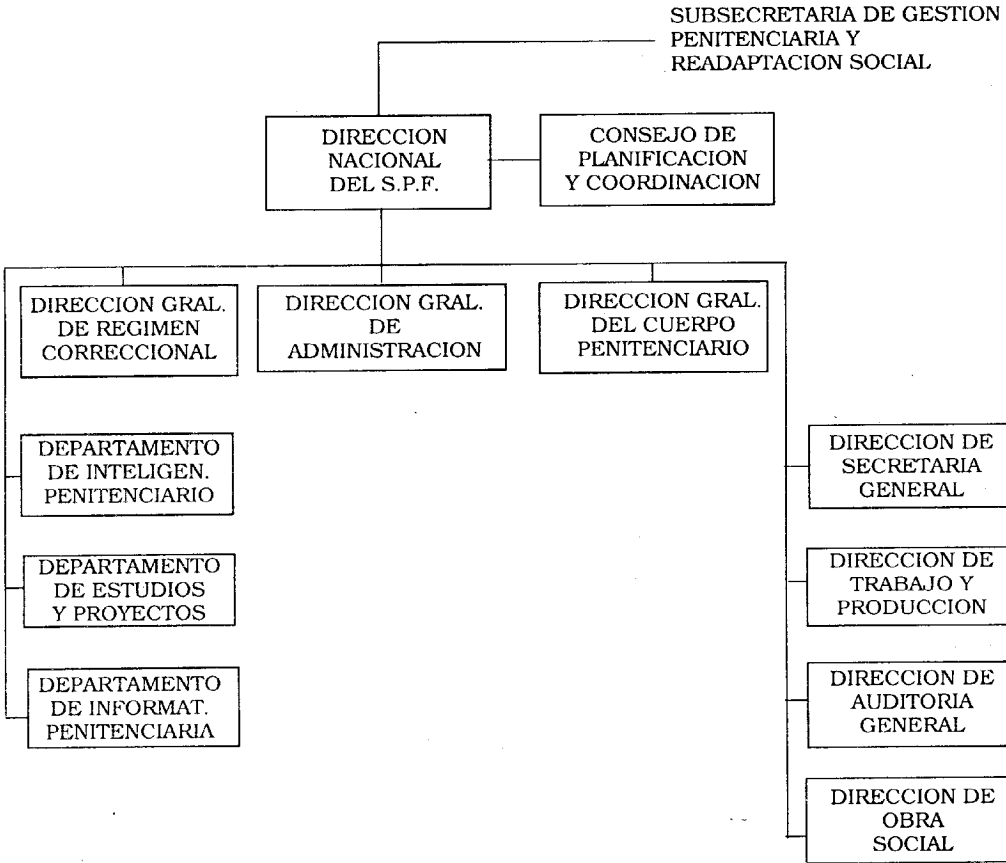 SUBSECRETARIA DE GESTION
PENITENCIARIA Y
READAPTACION SOCIAL
DIRECCION
NACIONAL
DEL S.P.F.
CONSEJO DE
PLANIFICACION
Y COORDINACION
DIRECCION GRAL.
DE REGIMEN
CORRECCIONAL
DIRECCION GRAL.
DE
ADMINISTRACION
DIRECCION GRAL.
DEL CUERPO
PENITENCIARIO
DEPARTAMENTO
DE INTELIGEN.
PENITENCIARIO
DEPARTAMENTO
DE ESTUDIOS
Y PROYECTOS
DEPARTAMENTO
DE INFORMAT.
PENITENCIARIA
DIRECCION DE
SECRETARIA
GENERAL
DIRECCION DE
TRABAJO Y
PRODUCCION
DIRECCION DE
AUDITORIA
GENERAL
DIRECCION DE
OBRA
SOCIAL